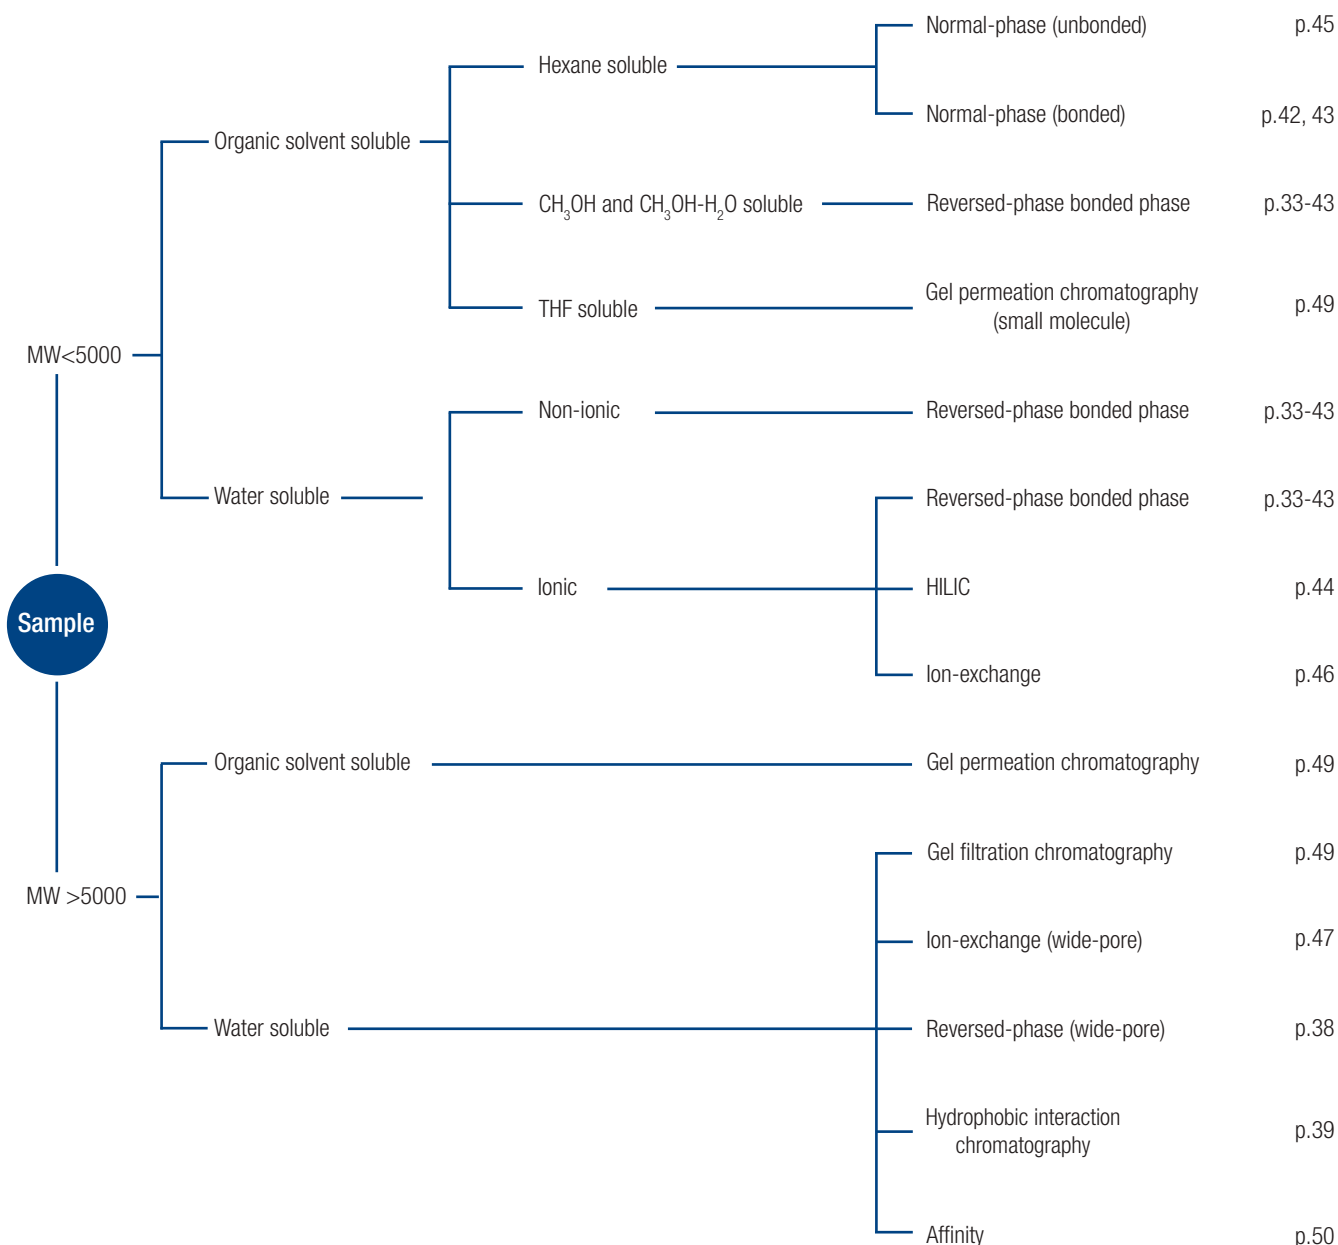 Normal-phase (unbonded) p.45
Hexane soluble
Normal-phase (bonded) p.42, 43
Organic solvent soluble
CH3OH and CH3OH-H2O soluble Reversed-phase bonded phase p.33-43
THF soluble Gel permeation chromatography p.49
(small molecule)
MW<5000
Non-ionic Reversed-phase bonded phase p.33-43
Water soluble Reversed-phase bonded phase p.33-43
Ionic HILIC p.44
Sample
Ion-exchange p.46
Organic solvent soluble Gel permeation chromatography p.49
Gel filtration chromatography p.49
MW >5000
Ion-exchange (wide-pore) p.47
Water soluble Reversed-phase (wide-pore) p.38
Hydrophobic interaction p.39
chromatography
Affinity p.50